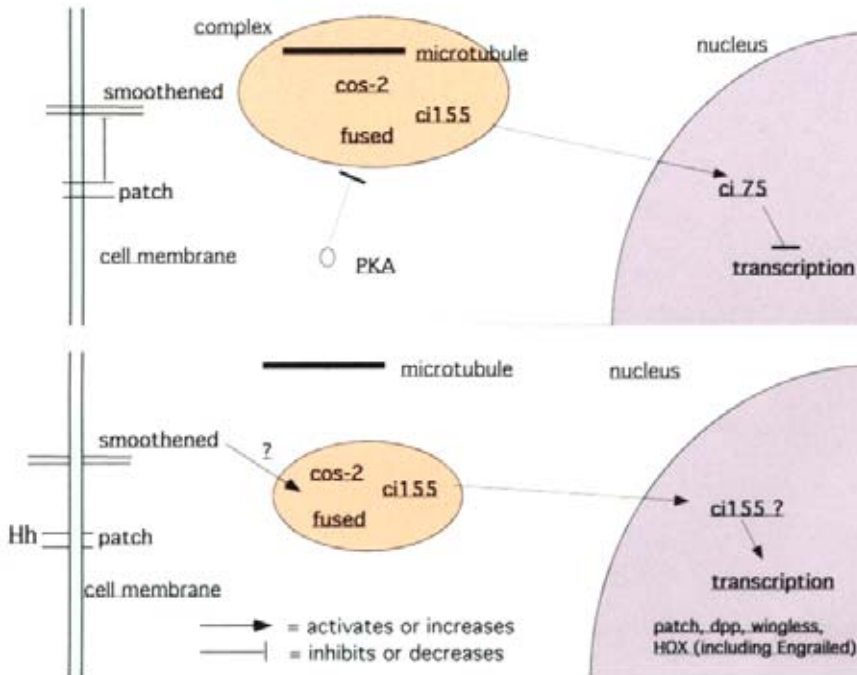 complex
microtubule
nucleus
smoothened
cos-2
ci155
fused
patch
ci 75
cell membrane
PKA
transcription
microtubule
nucleus
smoothened
?
cos-2
ci155
fused
ci155 ?
Hh
patch
transcription
cell membrane
= activates or increases
= inhibits or decreases
patch, dpp, wingless,
HOX (including Engrailed)